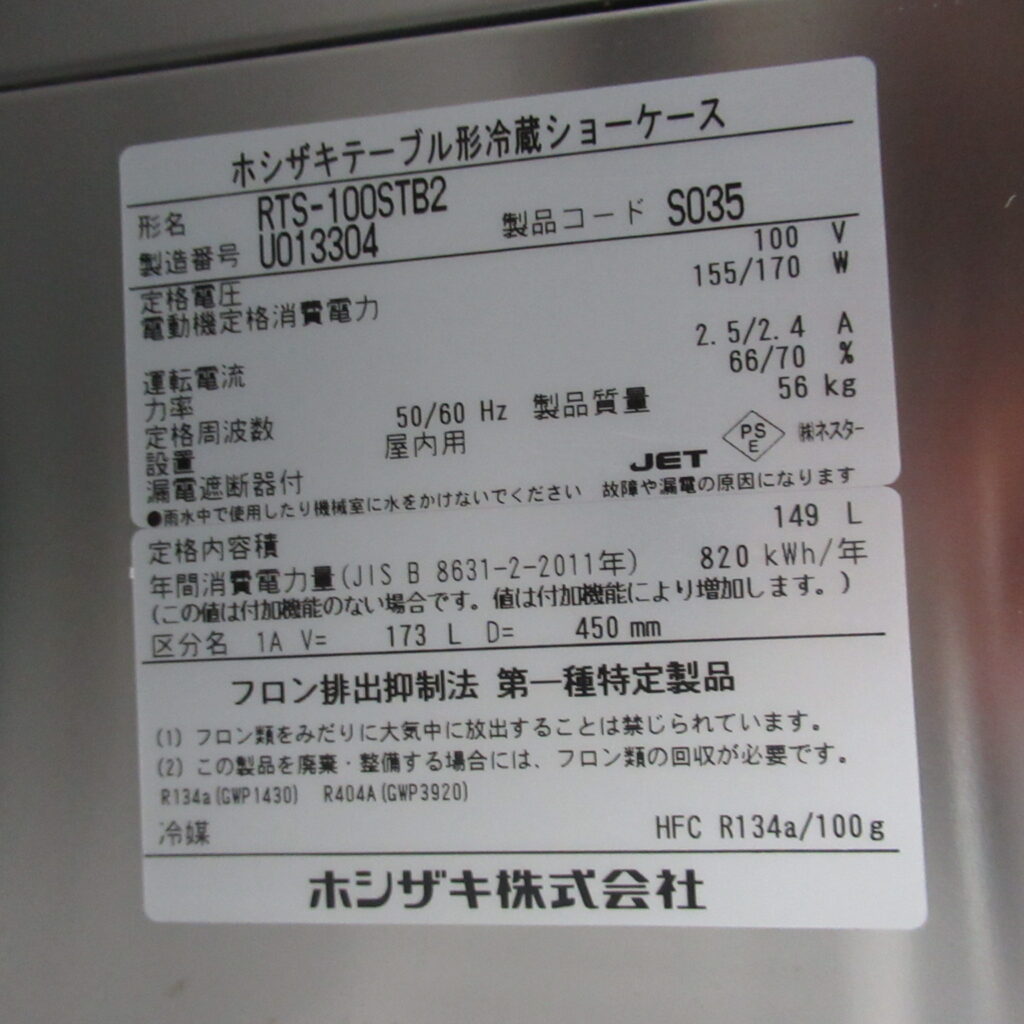 ホシザキテーブル形冷蔵ショーケース
形名 RTS-100STB2
製造番号 U013304 製品コード S035
定格電圧 100 V
電動機定格消費電力 155/170 W
運転電流 2.5/2.4 A
力率 66/70 %
定格周波数 50/60 Hz 製品質量 56 kg
設置 屋内用
漏電遮断器付 JET PS E ㈱ネスター
●雨水中で使用したり機械室に水をかけないでください 故障や漏電の原因になります
定格内容積 149 L
年間消費電力量(JIS B 8631-2-2011年) 820 kWh/年
(この値は付加機能のない場合です。値は付加機能により増加します。)
区分名 1A V= 173 L D= 450 mm
フロン排出抑制法 第一種特定製品
(1) フロン類をみだりに大気中に放出することは禁じられています。
(2) この製品を廃棄・整備する場合には、フロン類の回収が必要です。
R134a(GWP1430) R404A(GWP3920)
冷媒 HFC R134a/100g
ホシザキ株式会社